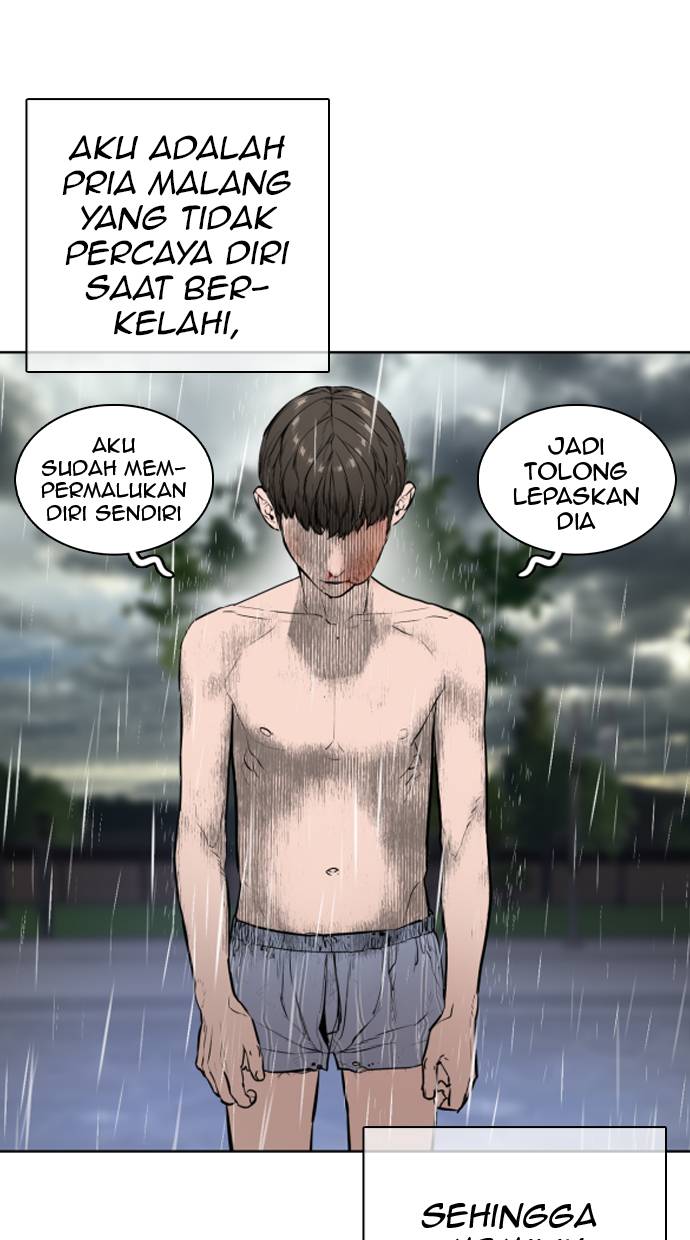 AKU ADALAH
PRIA MALANG
YANG TIDAK
PERCAYA DIRI
SAAT BER-
KELAHI,
AKU
SUDAH MEM-
PERMALUKAN
DIRI SENDIRI
JADI
TOLONG
LEPASKAN
DIA
SEHINGGA